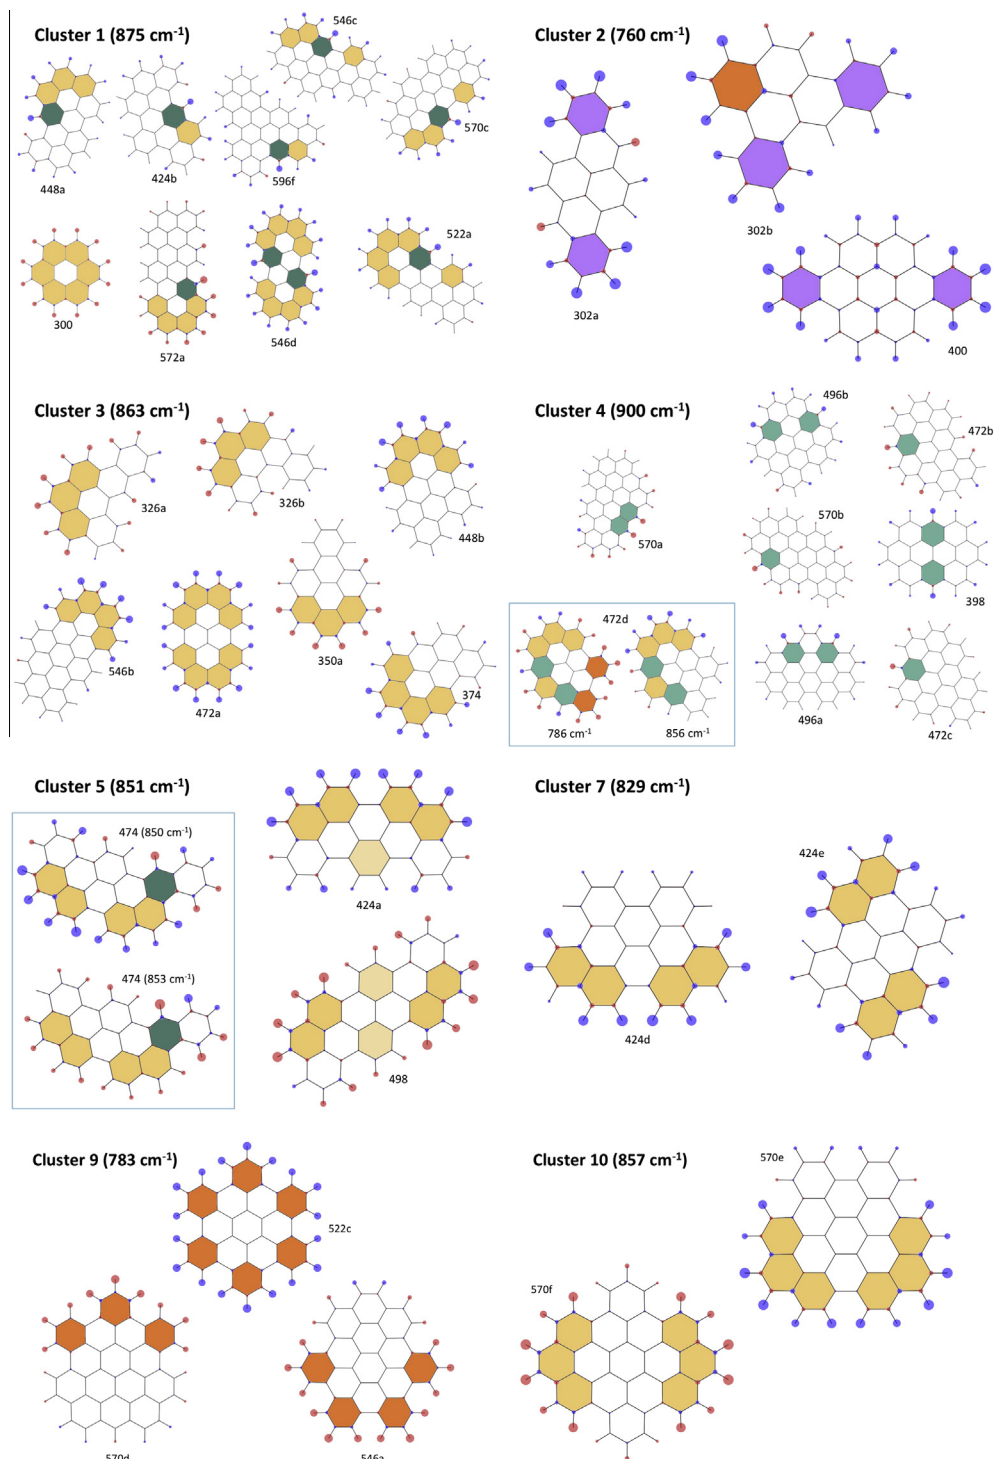 Cluster 1 (875 cm⁻¹)
546c
448a
424b
596f
570c
300
572a
546d
522a
Cluster 2 (760 cm⁻¹)
302a
302b
400
Cluster 3 (863 cm⁻¹)
326a
326b
448b
546b
472a
350a
374
Cluster 4 (900 cm⁻¹)
496b
472b
570a
570b
398
472d
786 cm⁻¹
856 cm⁻¹
496a
472c
Cluster 5 (851 cm⁻¹)
474 (850 cm⁻¹)
474 (853 cm⁻¹)
424a
498
Cluster 7 (829 cm⁻¹)
424e
424d
Cluster 9 (783 cm⁻¹)
522c
570d
546a
Cluster 10 (857 cm⁻¹)
570e
570f